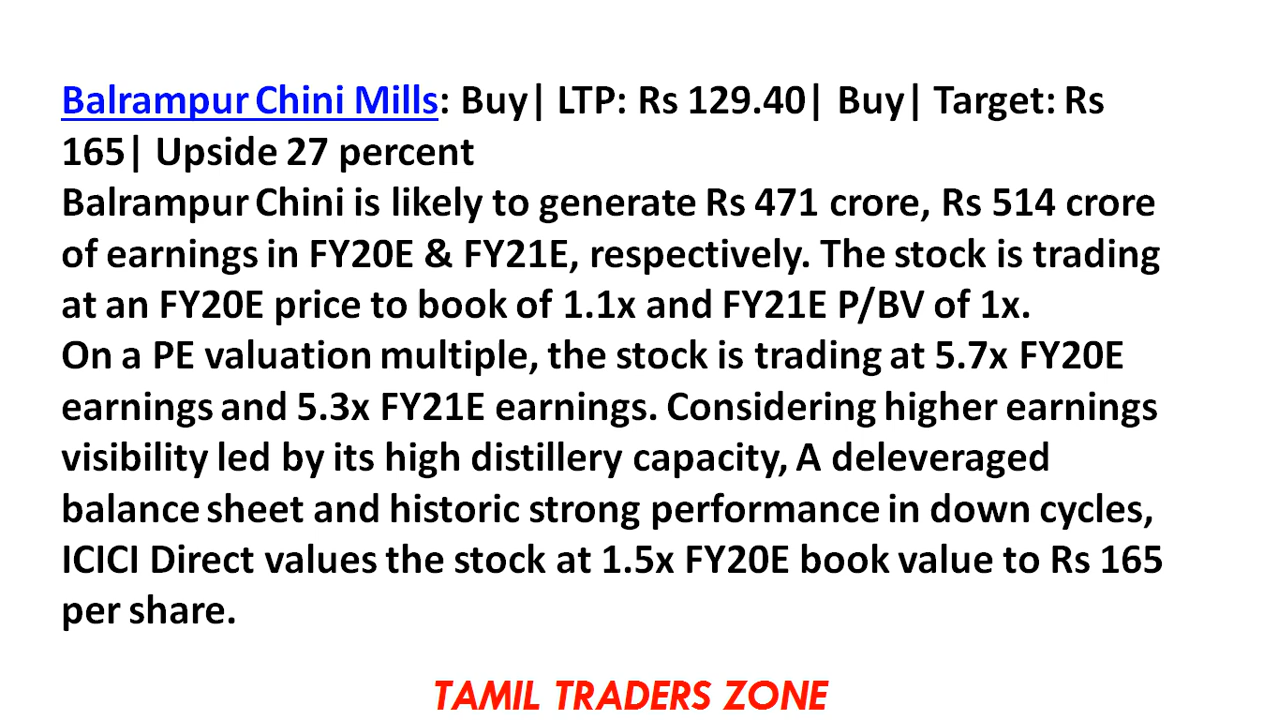 Balrampur Chini Mills: Buy| LTP: Rs 129.40| Buy| Target: Rs
165| Upside 27 percent
Balrampur Chini is likely to generate Rs 471 crore, Rs 514 crore
of earnings in FY20E & FY21E, respectively. The stock is trading
at an FY20E price to book of 1.1x and FY21E P/BV of 1x.
On a PE valuation multiple, the stock is trading at 5.7x FY20E
earnings and 5.3x FY21E earnings. Considering higher earnings
visibility led by its high distillery capacity, A deleveraged
balance sheet and historic strong performance in down cycles,
ICICI Direct values the stock at 1.5x FY20E book value to Rs 165
per share.
TAMIL TRADERS ZONE